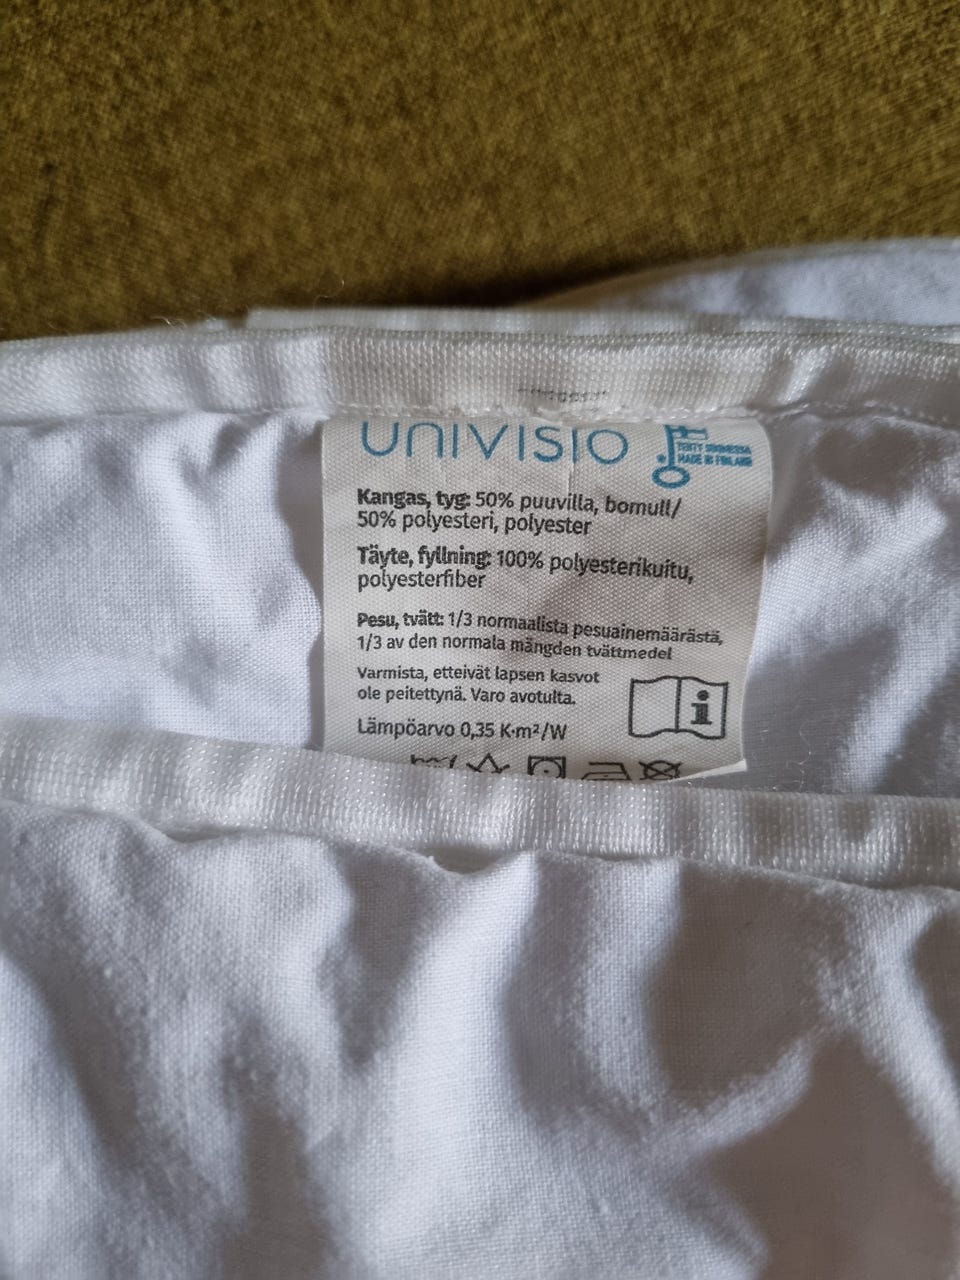 UNIVISIO
TEHTY SUOMESSA
MADE IN FINLAND
Kangas, tyg: 50% puuvilla, bomull/
50% polyesteri, polyester
Täyte, fyllning: 100% polyesterikuitu,
polyesterfiber
Pesu, tvätt: 1/3 normaalista pesuainemäärästä,
1/3 av den normala mängden tvättmedel
Varmista, etteivät lapsen kasvot
ole peitettynä. Varo avotulta.
Lämpöarvo 0,35 K·m²/W